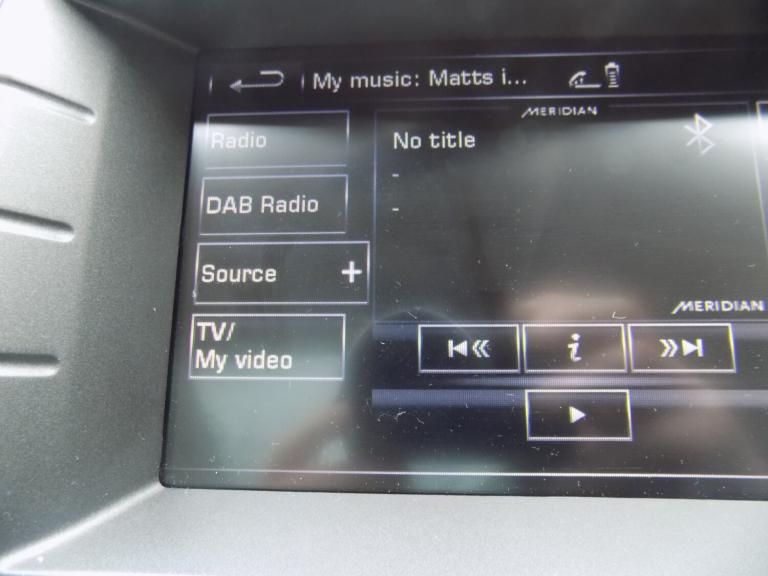 My music: Matts i...
MERIDIAN
Radio
No title
-
-
DAB Radio
Source +
MERIDIAN
TV/
My video
i